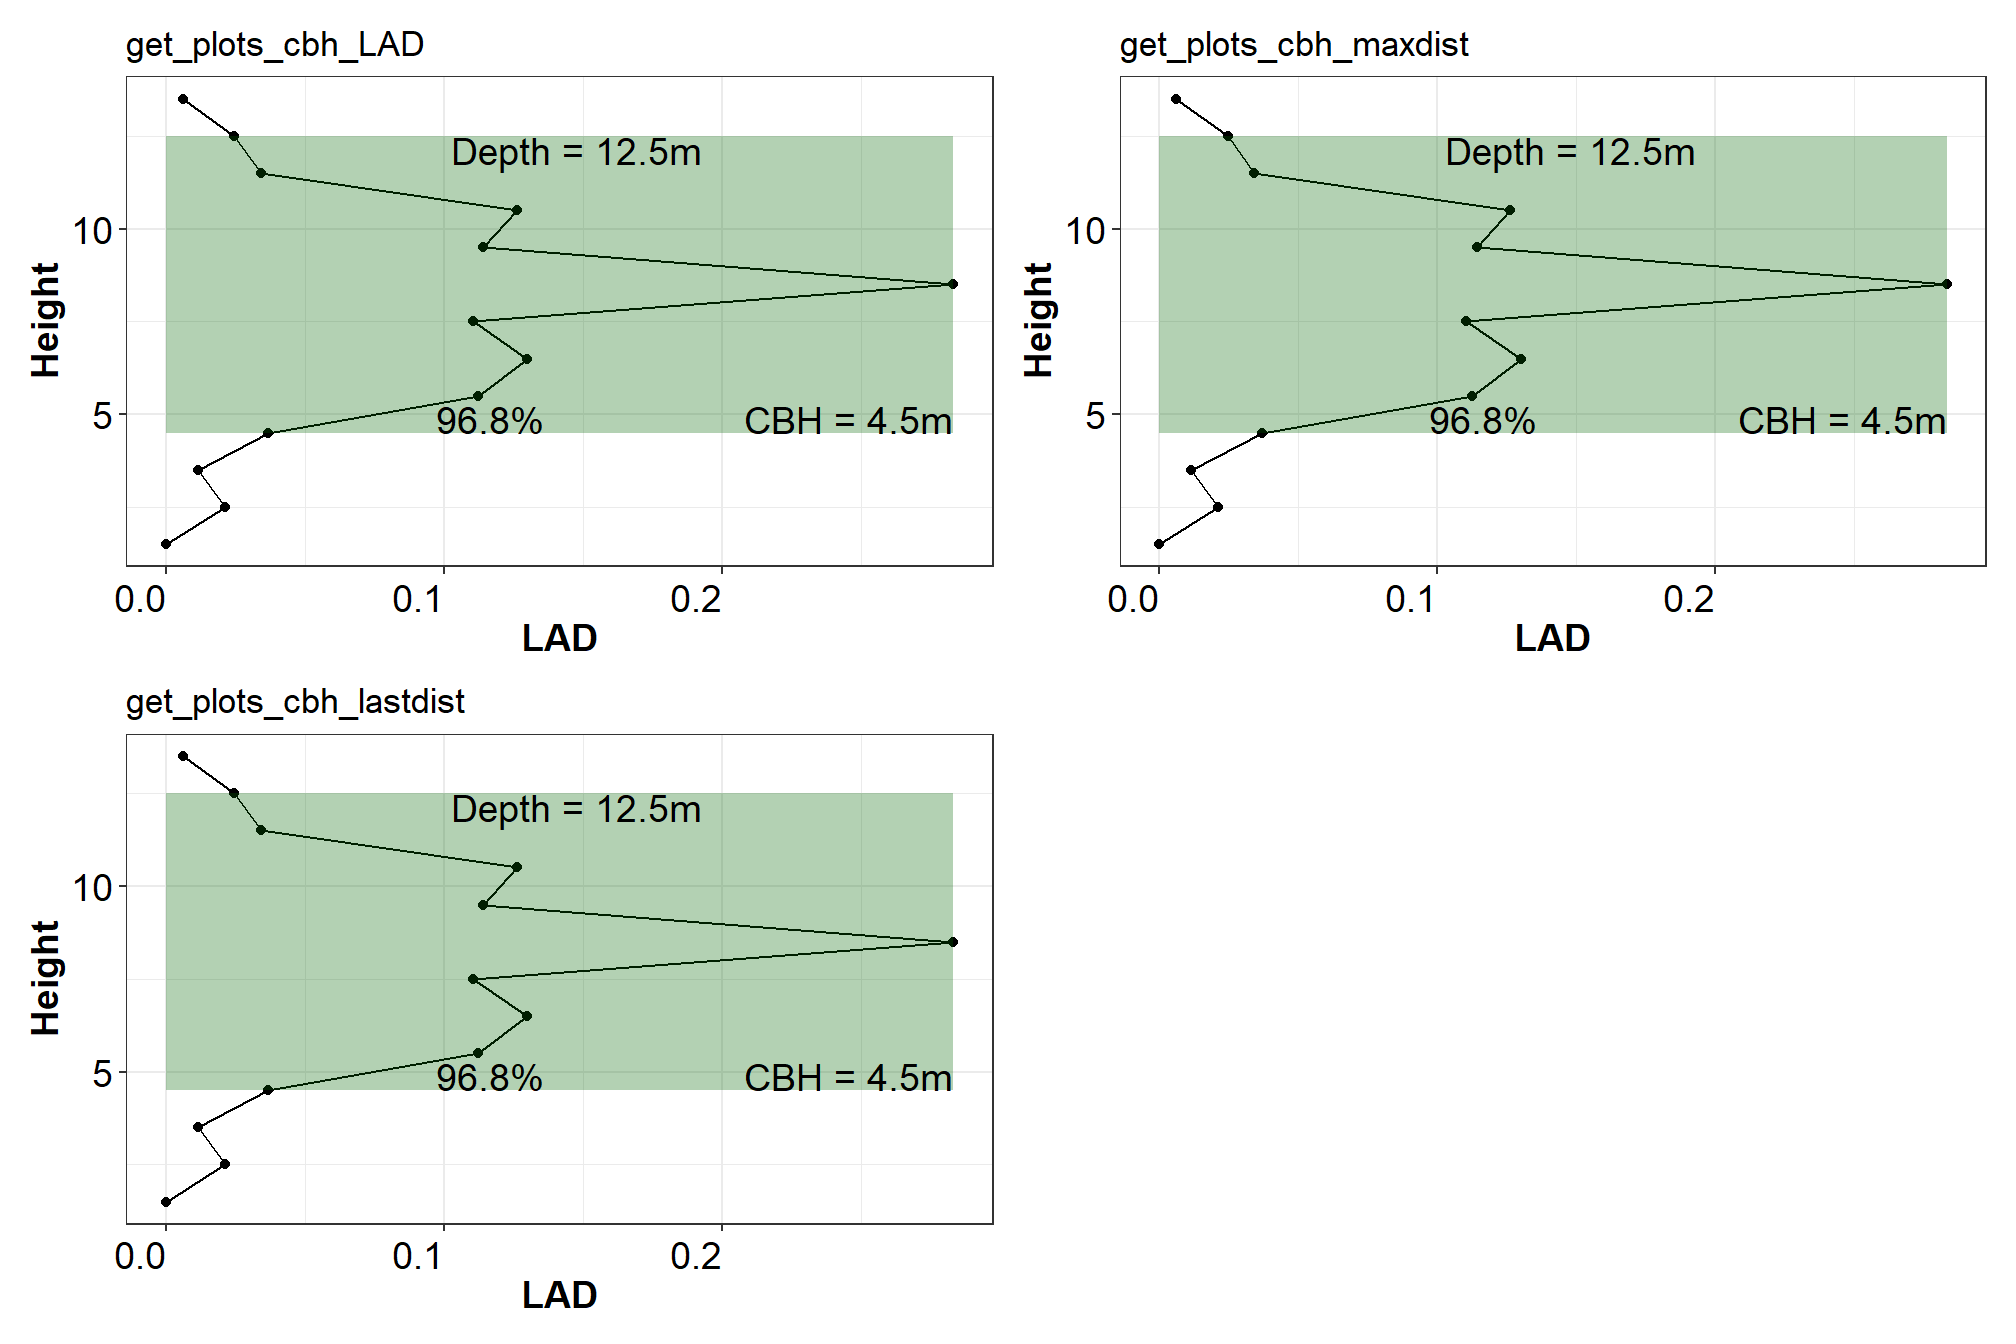 get_plots_cbh_LAD
Depth = 12.5m
10
Height
5
96.8%
CBH = 4.5m
0.0 0.1 0.2
LAD
get_plots_cbh_maxdist
Depth = 12.5m
10
Height
5
96.8%
CBH = 4.5m
0.0 0.1 0.2
LAD
get_plots_cbh_lastdist
Depth = 12.5m
10
Height
5
96.8%
CBH = 4.5m
0.0 0.1 0.2
LAD